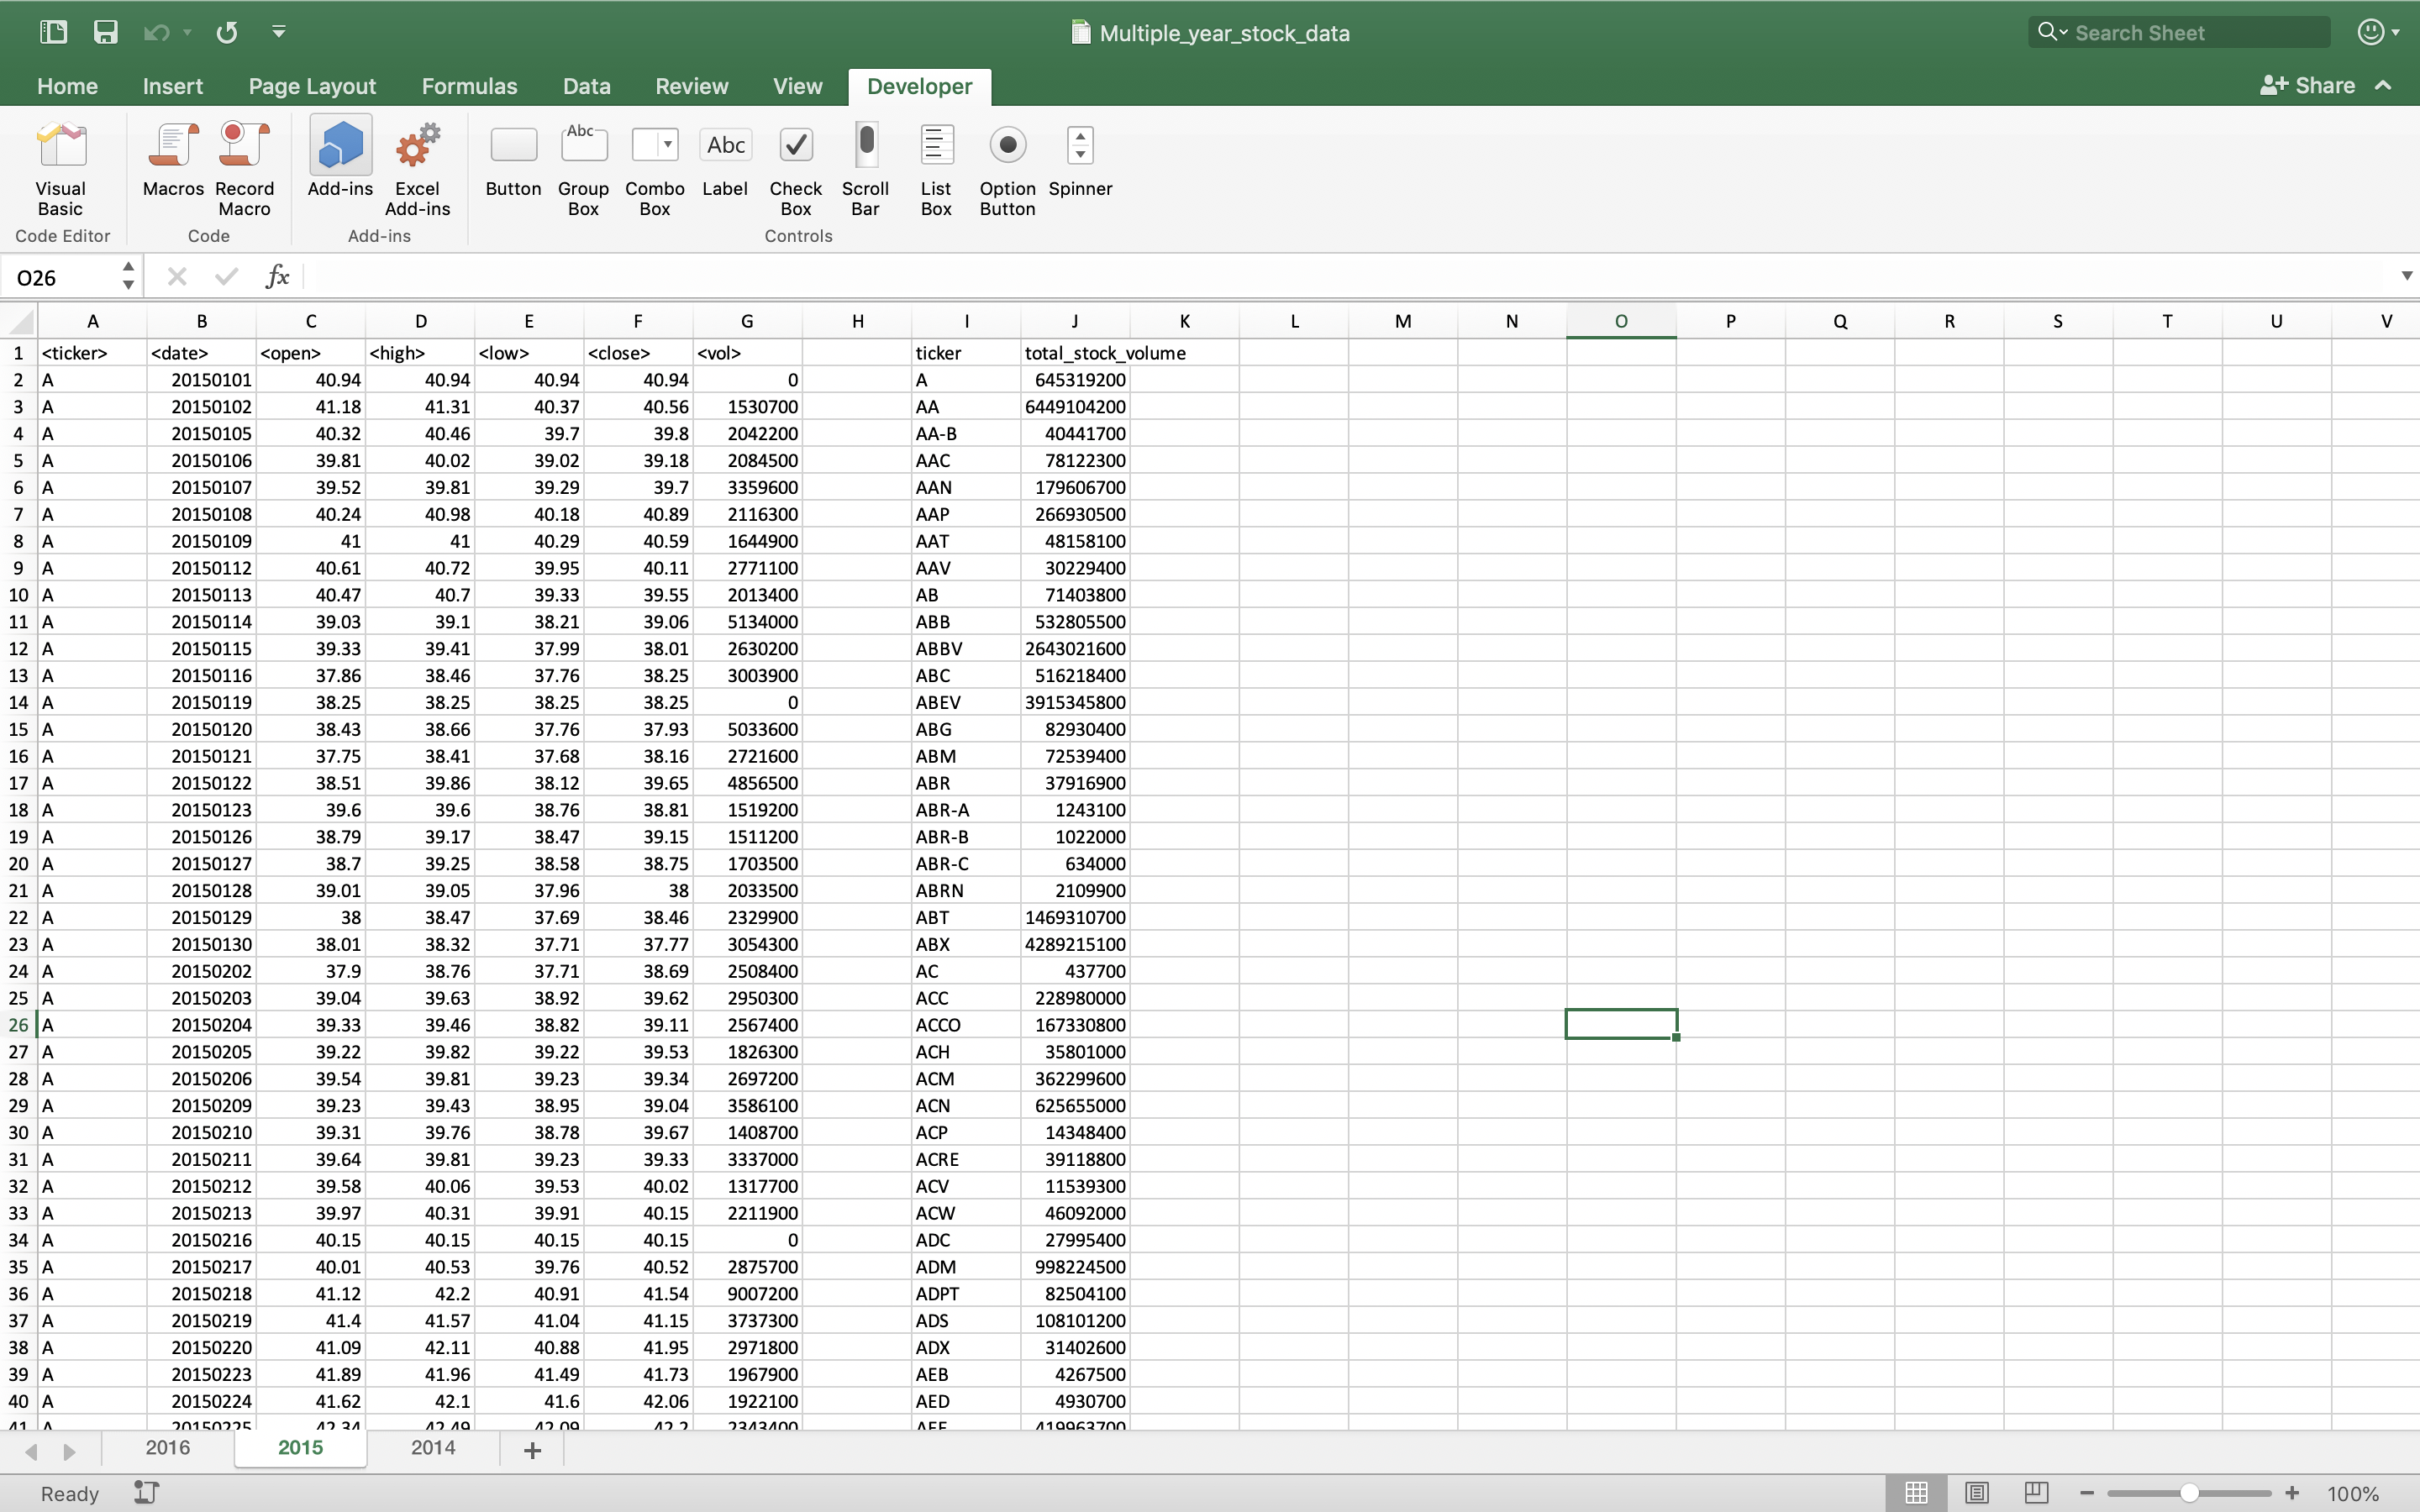 Multiple_year_stock_data
Search Sheet
Home Insert Page Layout Formulas Data Review View Developer Share
Visual Basic Macros Record Macro Add-ins Excel Add-ins Button Group Box Combo Box Label Check Box Scroll Bar List Box Option Button Spinner
Abc Abc
Code Editor Code Add-ins Controls
O26 fx
A B C D E F G H I J K L M N O P Q R S T U V
1 <ticker> <date> <open> <high> <low> <close> <vol> ticker total_stock_volume
2 A 20150101 40.94 40.94 40.94 40.94 0 A 645319200
3 A 20150102 41.18 41.31 40.37 40.56 1530700 AA 6449104200
4 A 20150105 40.32 40.46 39.7 39.8 2042200 AA-B 40441700
5 A 20150106 39.81 40.02 39.02 39.18 2084500 AAC 78122300
6 A 20150107 39.52 39.81 39.29 39.7 3359600 AAN 179606700
7 A 20150108 40.24 40.98 40.18 40.89 2116300 AAP 266930500
8 A 20150109 41 41 40.29 40.59 1644900 AAT 48158100
9 A 20150112 40.61 40.72 39.95 40.11 2771100 AAV 30229400
10 A 20150113 40.47 40.7 39.33 39.55 2013400 AB 71403800
11 A 20150114 39.03 39.1 38.21 39.06 5134000 ABB 532805500
12 A 20150115 39.33 39.41 37.99 38.01 2630200 ABBV 2643021600
13 A 20150116 37.86 38.46 37.76 38.25 3003900 ABC 516218400
14 A 20150119 38.25 38.25 38.25 38.25 0 ABEV 3915345800
15 A 20150120 38.43 38.66 37.76 37.93 5033600 ABG 82930400
16 A 20150121 37.75 38.41 37.68 38.16 2721600 ABM 72539400
17 A 20150122 38.51 39.86 38.12 39.65 4856500 ABR 37916900
18 A 20150123 39.6 39.6 38.76 38.81 1519200 ABR-A 1243100
19 A 20150126 38.79 39.17 38.47 39.15 1511200 ABR-B 1022000
20 A 20150127 38.7 39.25 38.58 38.75 1703500 ABR-C 634000
21 A 20150128 39.01 39.05 37.96 38 2033500 ABRN 2109900
22 A 20150129 38 38.47 37.69 38.46 2329900 ABT 1469310700
23 A 20150130 38.01 38.32 37.71 37.77 3054300 ABX 4289215100
24 A 20150202 37.9 38.76 37.71 38.69 2508400 AC 437700
25 A 20150203 39.04 39.63 38.92 39.62 2950300 ACC 228980000
26 A 20150204 39.33 39.46 38.82 39.11 2567400 ACCO 167330800
27 A 20150205 39.22 39.82 39.22 39.53 1826300 ACH 35801000
28 A 20150206 39.54 39.81 39.23 39.34 2697200 ACM 362299600
29 A 20150209 39.23 39.43 38.95 39.04 3586100 ACN 625655000
30 A 20150210 39.31 39.76 38.78 39.67 1408700 ACP 14348400
31 A 20150211 39.64 39.81 39.23 39.33 3337000 ACRE 39118800
32 A 20150212 39.58 40.06 39.53 40.02 1317700 ACV 11539300
33 A 20150213 39.97 40.31 39.91 40.15 2211900 ACW 46092000
34 A 20150216 40.15 40.15 40.15 40.15 0 ADC 27995400
35 A 20150217 40.01 40.53 39.76 40.52 2875700 ADM 998224500
36 A 20150218 41.12 42.2 40.91 41.54 9007200 ADPT 82504100
37 A 20150219 41.4 41.57 41.04 41.15 3737300 ADS 108101200
38 A 20150220 41.09 42.11 40.88 41.95 2971800 ADX 31402600
39 A 20150223 41.89 41.96 41.49 41.73 1967900 AEB 4267500
40 A 20150224 41.62 42.1 41.6 42.06 1922100 AED 4930700
41 A 20150225 42.34 42.49 42.09 42.2 2343400 419963700
2016 2015 2014
Ready 100%